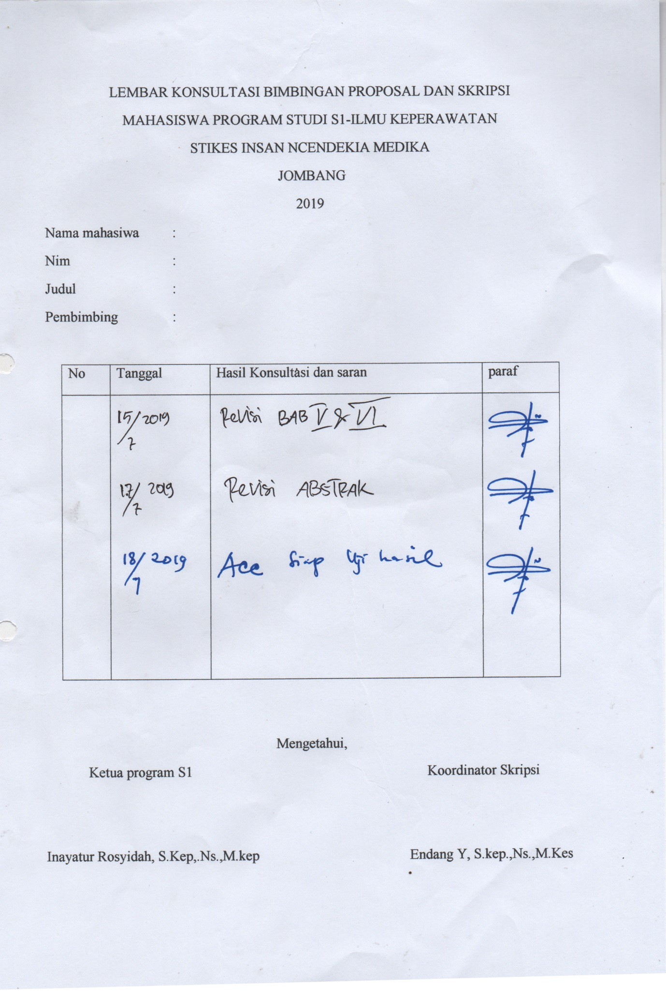 LEMBAR KONSULTASI BIMBINGAN PROPOSAL DAN SKRIPSI
MAHASISWA PROGRAM STUDI S1-ILMU KEPERAWATAN
STIKES INSAN NCENDEKIA MEDIKA
JOMBANG
2019
Nama mahasiwa :
Nim :
Judul :
Pembimbing :
No Tanggal Hasil Konsultasi dan saran paraf
15/7 2019 Revisi BAB V & VI
17/7 2019 Revisi ABSTRAK
18/7 2019 Acc Siap Uji hasil
Mengetahui,
Ketua program S1 Koordinator Skripsi
Inayatur Rosyidah, S.Kep,.Ns.,M.kep Endang Y, S.kep.,Ns.,M.Kes